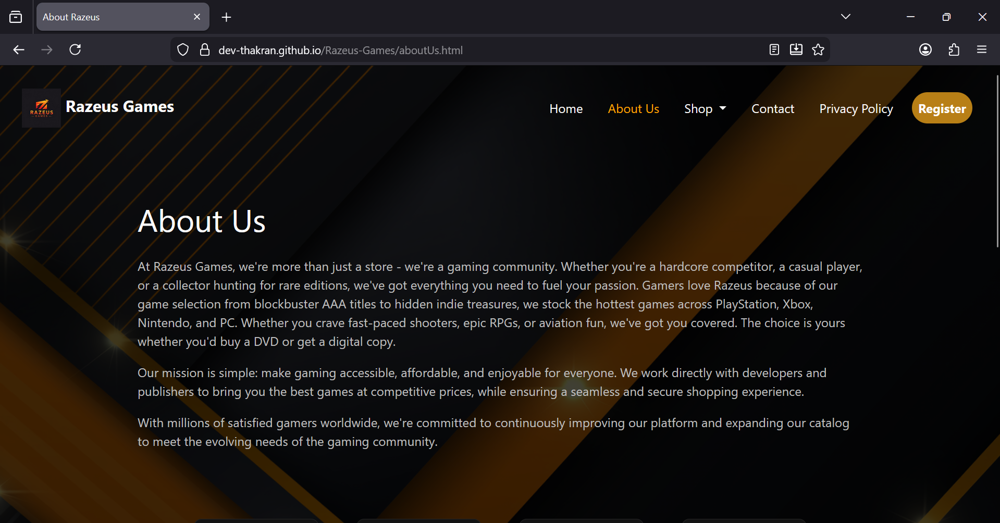 About Razeus
dev-thakran.github.io/Razeus-Games/aboutUs.html
RAZEUS
GAMES
Razeus Games
Home
About Us
Shop
Contact
Privacy Policy
Register
About Us
At Razeus Games, we're more than just a store - we're a gaming community. Whether you're a hardcore competitor, a casual player,
or a collector hunting for rare editions, we've got everything you need to fuel your passion. Gamers love Razeus because of our
game selection from blockbuster AAA titles to hidden indie treasures, we stock the hottest games across PlayStation, Xbox,
Nintendo, and PC. Whether you crave fast-paced shooters, epic RPGs, or aviation fun, we've got you covered. The choice is yours
whether you'd buy a DVD or get a digital copy.
Our mission is simple: make gaming accessible, affordable, and enjoyable for everyone. We work directly with developers and
publishers to bring you the best games at competitive prices, while ensuring a seamless and secure shopping experience.
With millions of satisfied gamers worldwide, we're committed to continuously improving our platform and expanding our catalog
to meet the evolving needs of the gaming community.